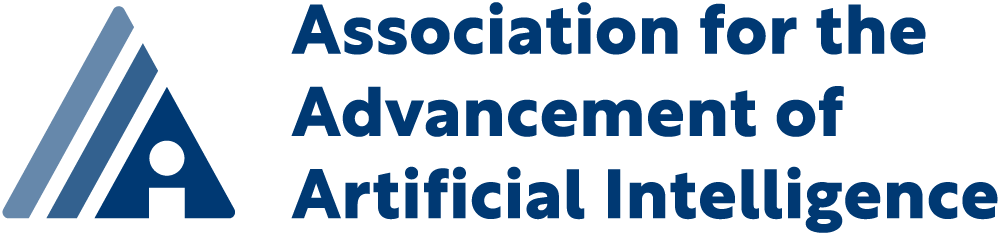 Association for the
Advancement of
Artificial Intelligence